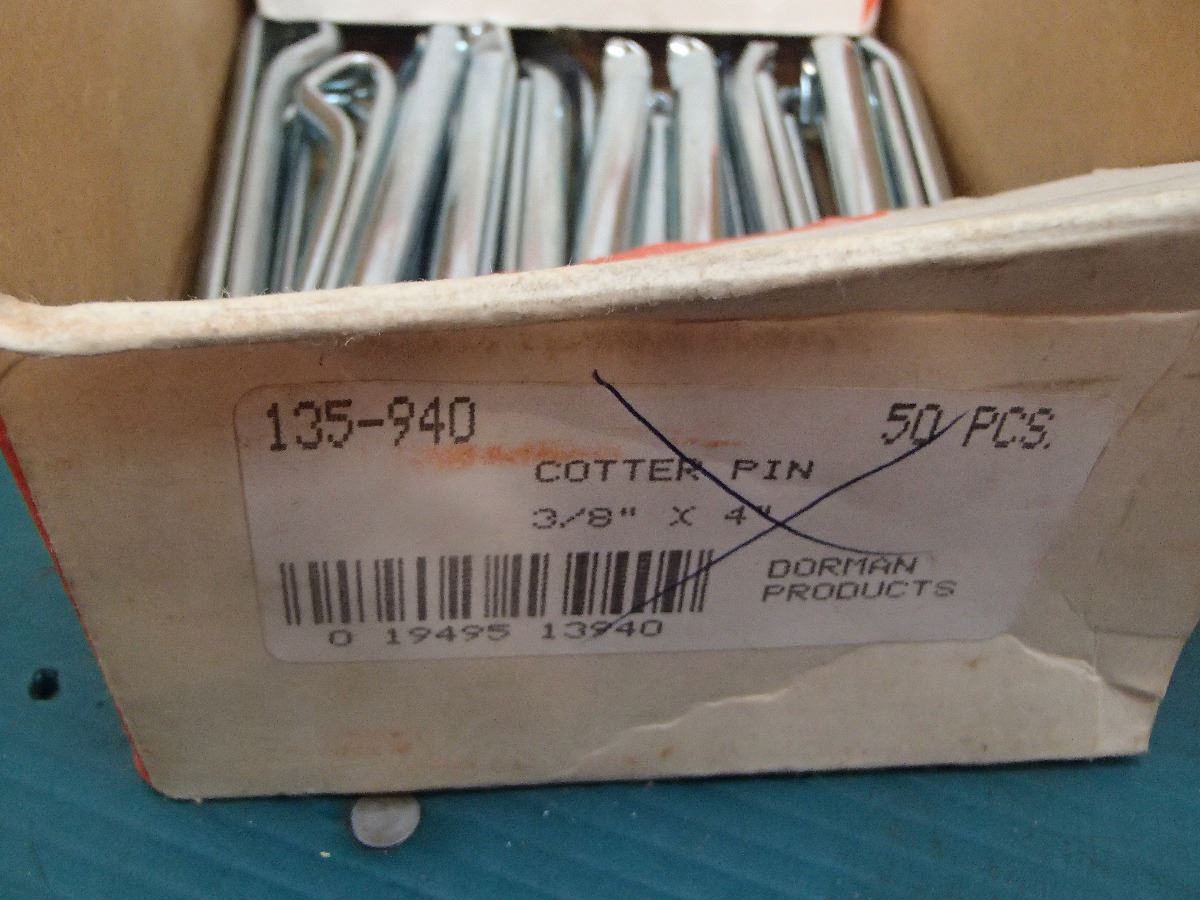 135-940 50 PCS.
COTTER PIN
3/8" X 4"
DORMAN
PRODUCTS
0 19495 13940